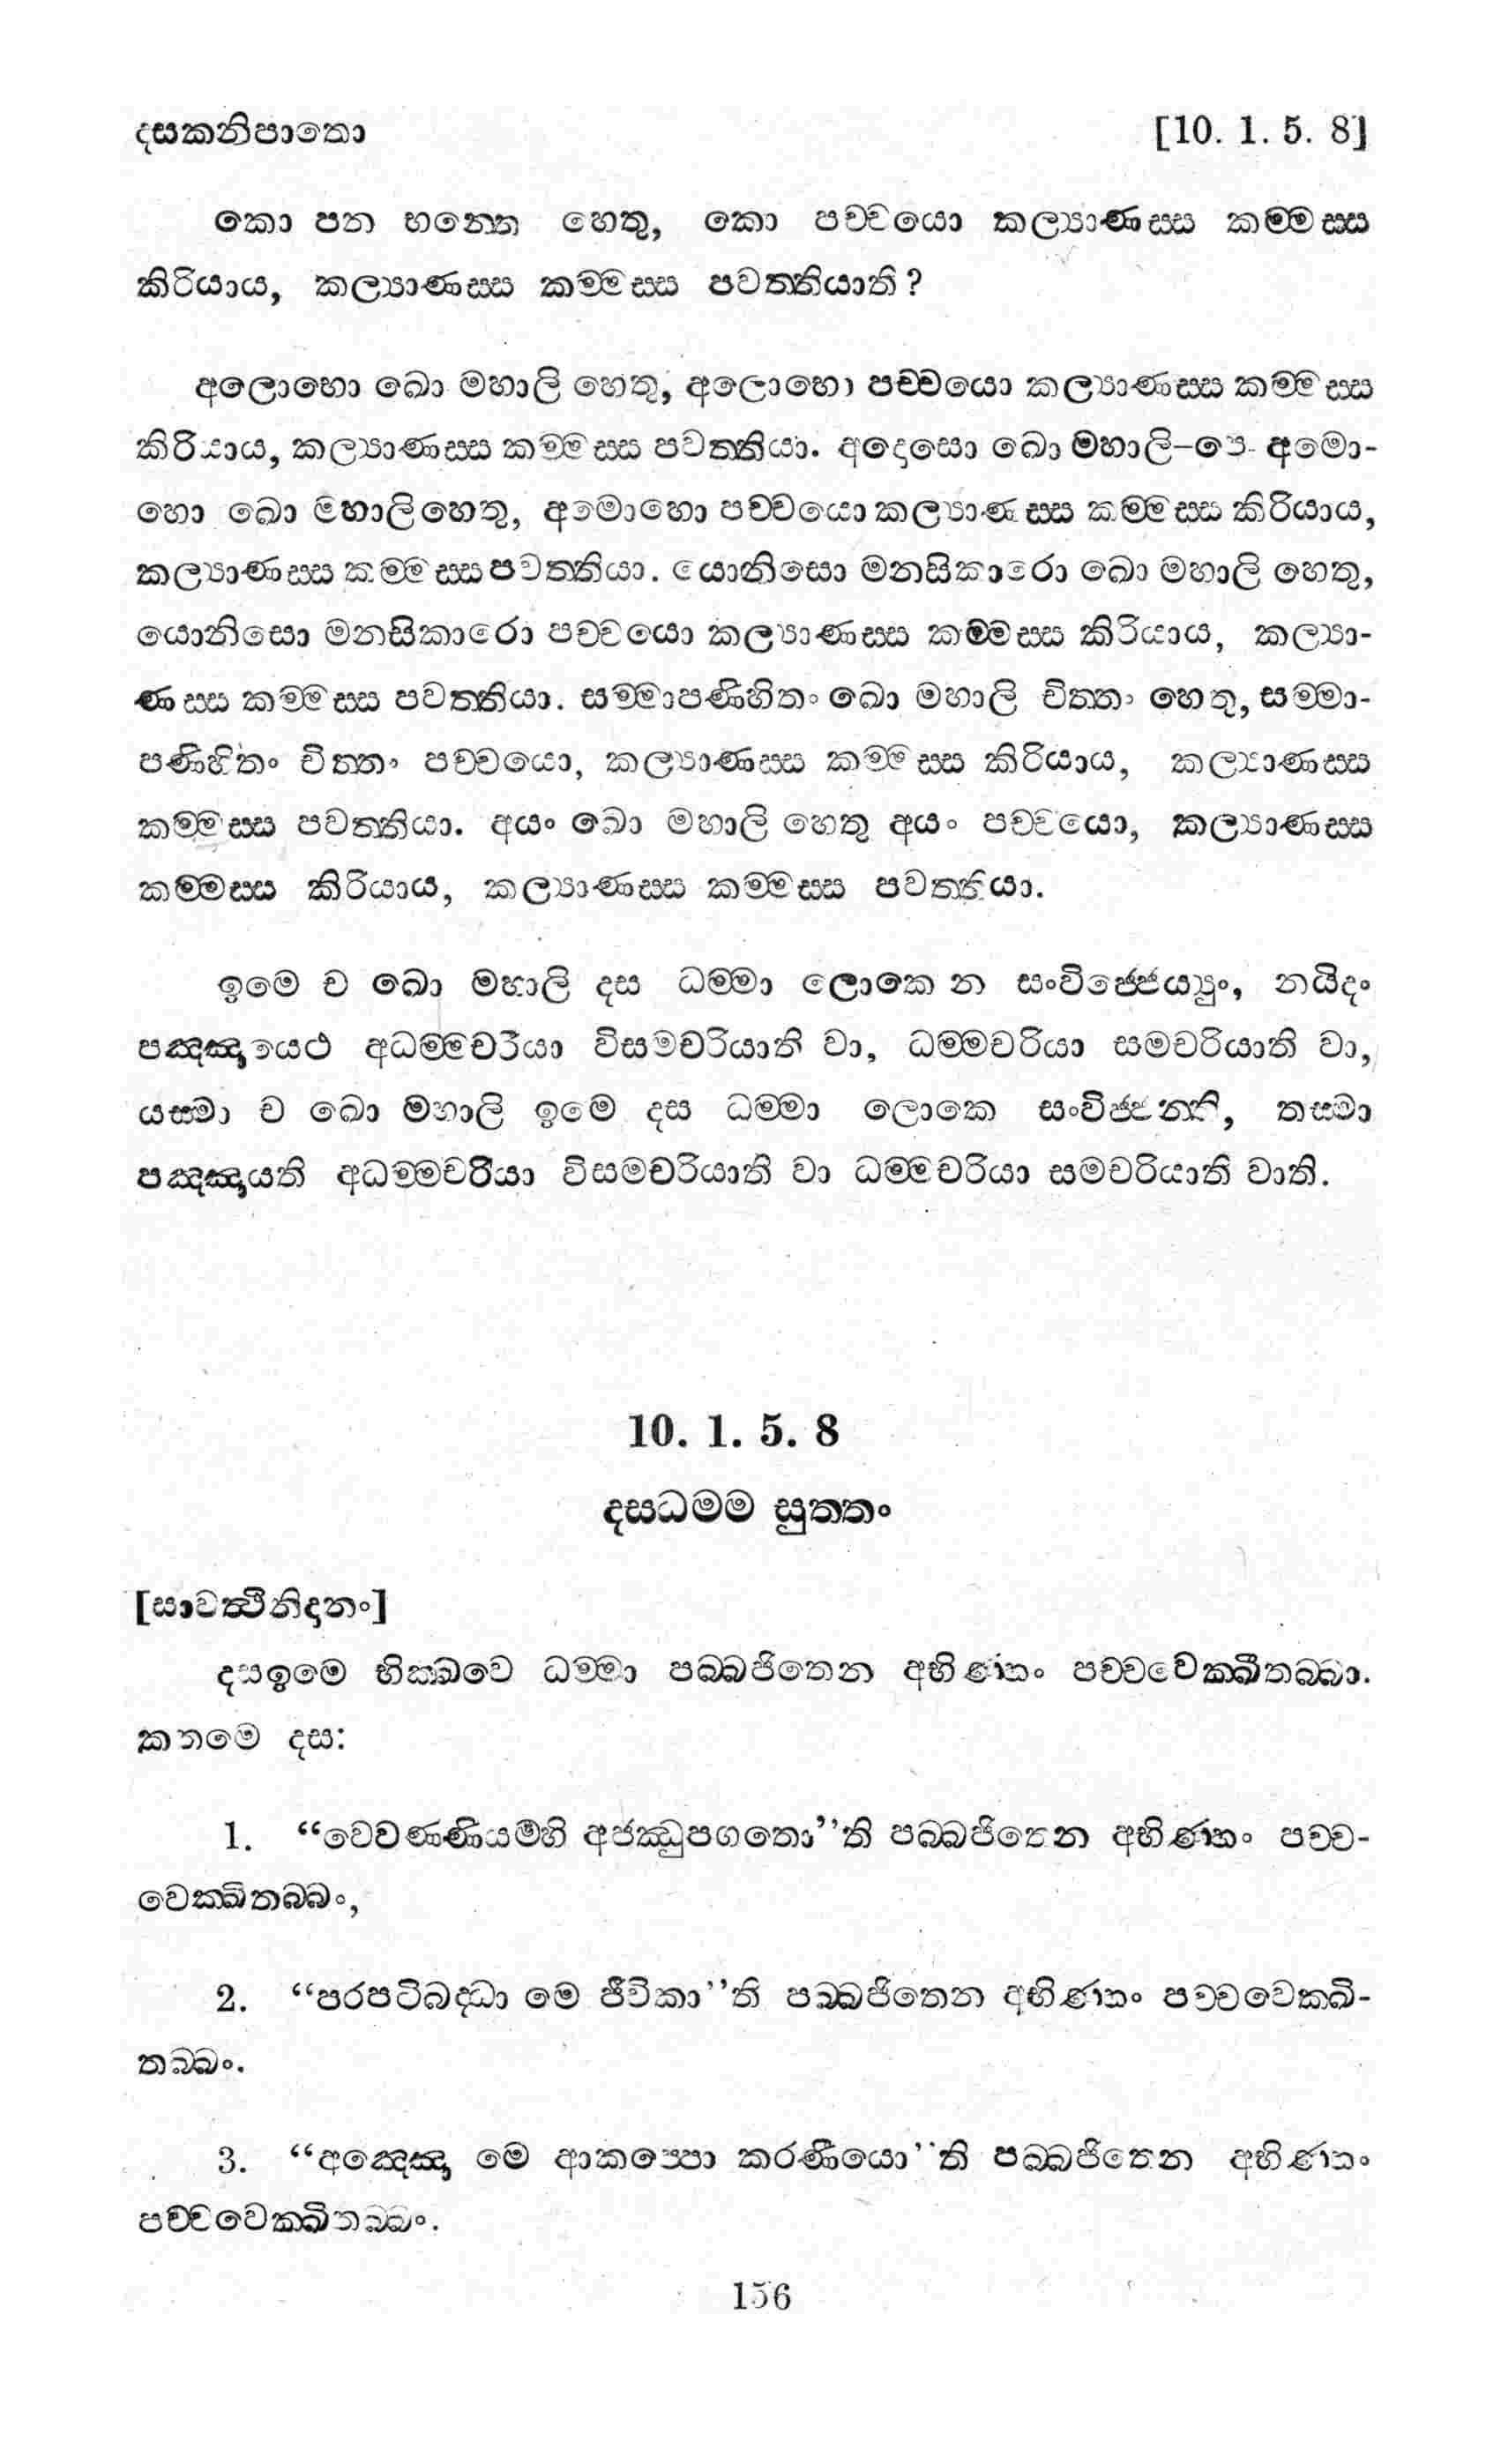 දසකනිපාතො [10. 1. 5. 8]
කො පන භන්තෙ හෙතු, කො පච්චයො කල්‍යාණස්ස කම්මස්ස
කිරියාය, කල්‍යාණස්ස කම්මස්ස පවත්තියාති?
අලොභො ඛො මහාලි හෙතු, අලොභො පච්චයො කල්‍යාණස්ස කම්මස්ස
කිරියාය, කල්‍යාණස්ස කම්මස්ස පවත්තියා. අදොසො ඛො මහාලි–පෙ- අමො-
හො ඛො මහාලිහෙතු, අමොහො පච්චයො කල්‍යාණස්ස කම්මස්ස කිරියාය,
කල්‍යාණස්ස කම්මස්ස පවත්තියා. යොනිසො මනසිකාරො ඛො මහාලි හෙතු,
යොනිසො මනසිකාරො පච්චයො කල්‍යාණස්ස කම්මස්ස කිරියාය, කල්‍යා-
ණස්ස කම්මස්ස පවත්තියා. සම්මාපණිහිතං ඛො මහාලි චිත්තං හෙතු, සම්මා-
පණිහිතං චිත්තං පච්චයො, කල්‍යාණස්ස කම්මස්ස කිරියාය, කල්‍යාණස්ස
කම්මස්ස පවත්තියා. අයං ඛො මහාලි හෙතු අයං පච්චයො, කල්‍යාණස්ස
කම්මස්ස කිරියාය, කල්‍යාණස්ස කම්මස්ස පවත්තියා.
ඉමෙ ච ඛො මහාලි දස ධම්මා ලොකෙ න සංවිජ්ජෙය්‍යුං, නයිදං
පඤ්ඤායෙථ අධම්මචරියා විසමචරියාති වා, ධම්මචරියා සමචරියාති වා,
යස්මා ච ඛො මහාලි ඉමෙ දස ධම්මා ලොකෙ සංවිජ්ජන්ති, තස්මා
පඤ්ඤායති අධම්මචරියා විසමචරියාති වා ධම්මචරියා සමචරියාති වාති.
10. 1. 5. 8
දසධම්ම සුත්තං
[සාවත්‍ථිනිදානං]
දසඉමෙ භික්ඛවෙ ධම්මා පබ්බජිතෙන අභිණ්හං පච්චවෙක්ඛිතබ්බා.
කතමෙ දස:
1. “වෙවණ්ණියම්හි අජ්ඣුපගතො”ති පබ්බජිතෙන අභිණ්හං පච්ච-
වෙක්ඛිතබ්බං,
2. “පරපටිබද්ධා මෙ ජීවිකා”ති පබ්බජිතෙන අභිණ්හං පච්චවෙක්ඛි-
තබ්බං.
3. “අඤ්ඤො මෙ ආකප්පො කරණීයො”ති පබ්බජිතෙන අභිණ්හං
පච්චවෙක්ඛිතබ්බං.
156